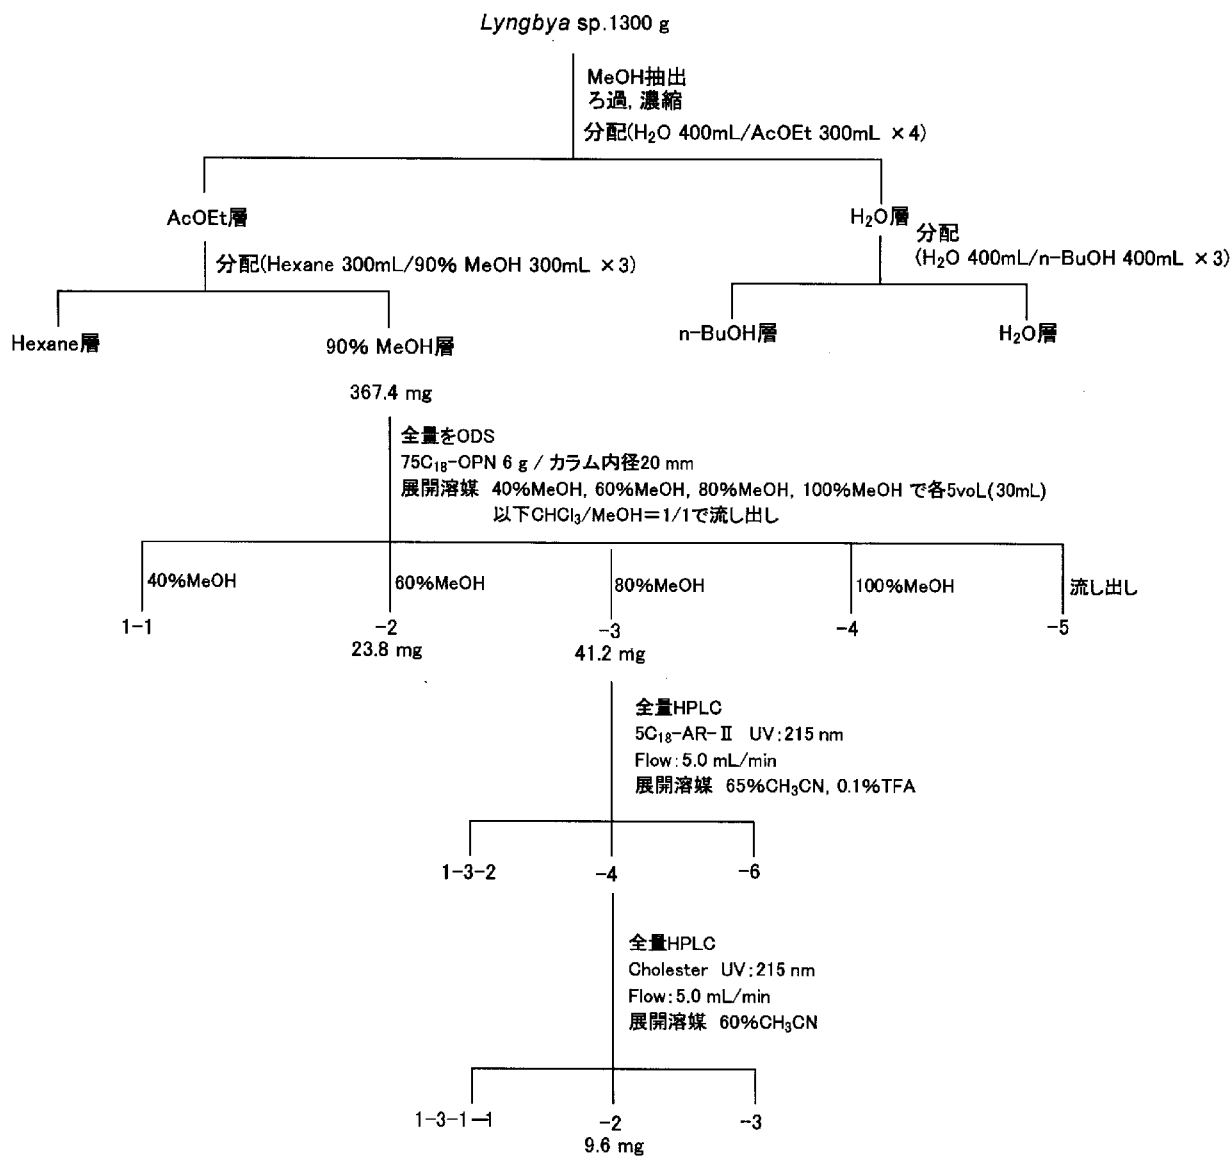 Lyngbya sp.1300 g
MeOH抽出
ろ過, 濃縮
分配(H₂O 400mL/AcOEt 300mL ×4)
AcOEt層
H₂O層
分配(Hexane 300mL/90% MeOH 300mL ×3)
分配
(H₂O 400mL/n-BuOH 400mL ×3)
Hexane層
90% MeOH層
n-BuOH層
H₂O層
367.4 mg
全量をODS
75C₁₈-OPN 6 g / カラム内径20 mm
展開溶媒 40%MeOH, 60%MeOH, 80%MeOH, 100%MeOH で各5voL(30mL)
以下CHCl₃/MeOH=1/1で流し出し
40%MeOH
60%MeOH
80%MeOH
100%MeOH
流し出し
1-1
-2
-3
-4
-5
23.8 mg
41.2 mg
全量HPLC
5C₁₈-AR-Ⅱ UV:215 nm
Flow:5.0 mL/min
展開溶媒 65%CH₃CN, 0.1%TFA
1-3-2
-4
-6
全量HPLC
Cholester UV:215 nm
Flow:5.0 mL/min
展開溶媒 60%CH₃CN
1-3-1-1
-2
-3
9.6 mg